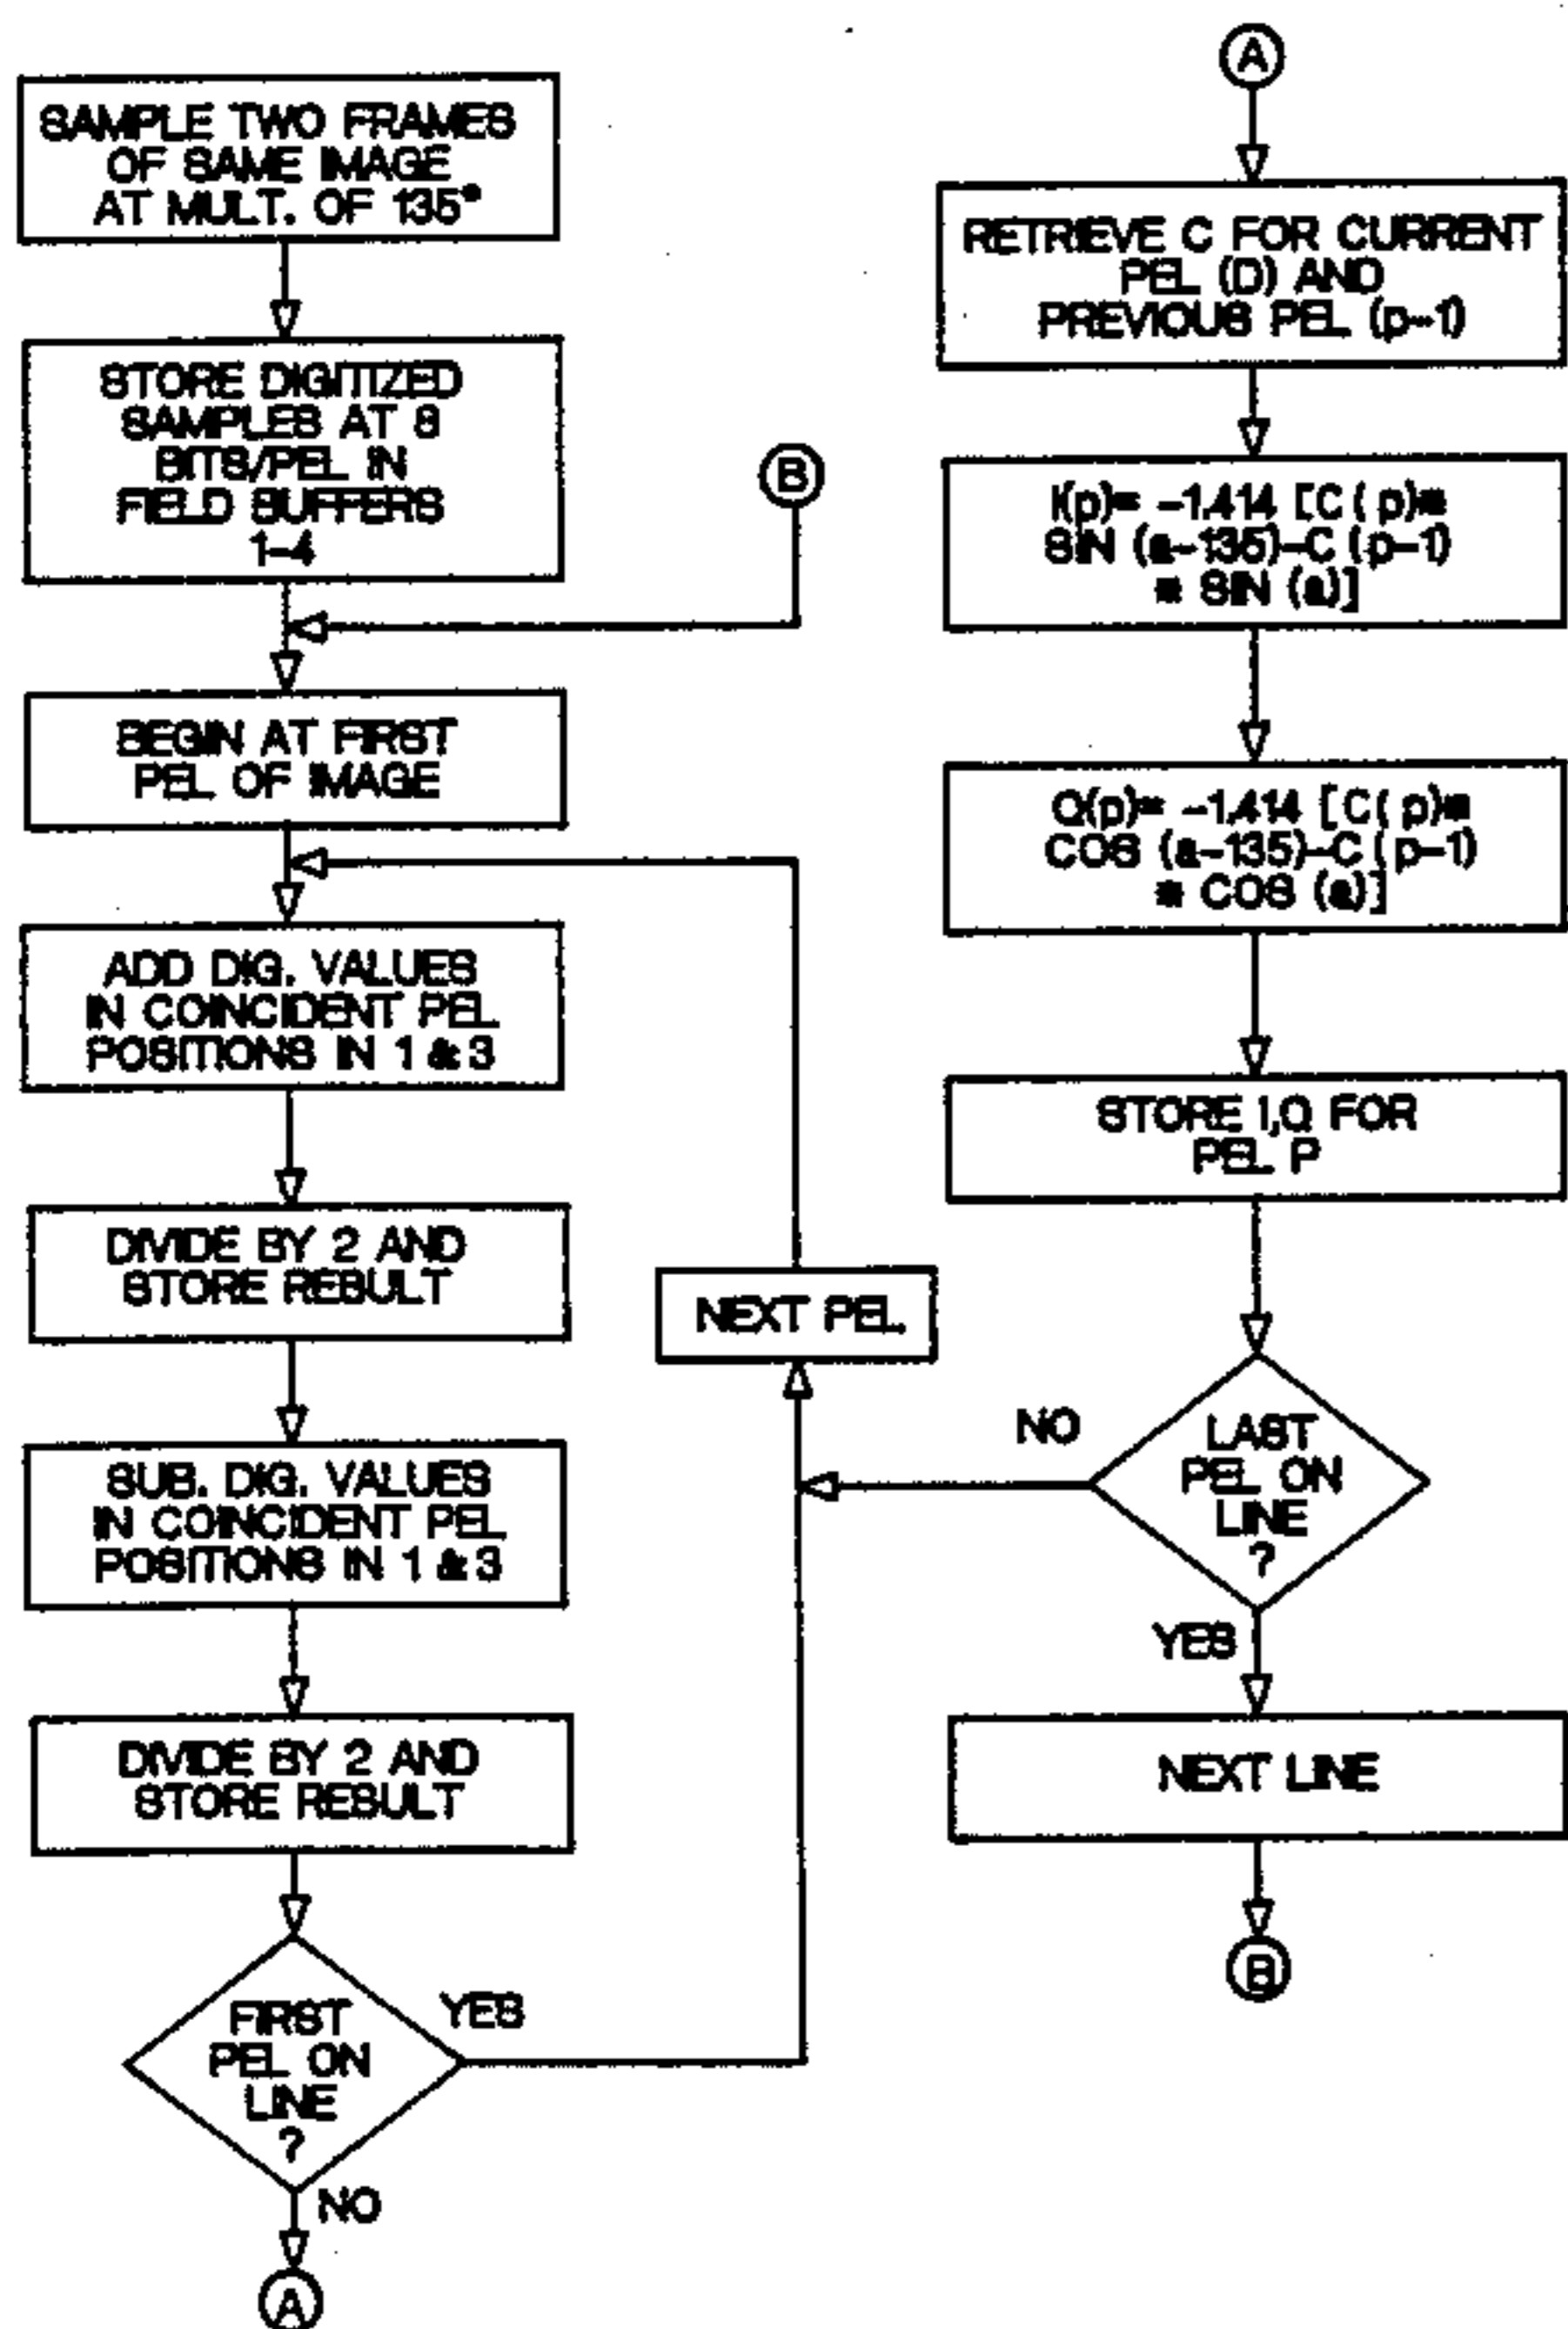 SAMPLE TWO FRAMES
OF SAME IMAGE
AT MULT. OF 135°
STORE DIGITIZED
SAMPLES AT 8
BITS/PEL IN
FIELD BUFFERS
1-4
B
BEGIN AT FIRST
PEL OF IMAGE
ADD DIG. VALUES
IN COINCIDENT PEL
POSITIONS IN 1 & 3
DIVIDE BY 2 AND
STORE RESULT
NEXT PEL
SUB. DIG. VALUES
IN COINCIDENT PEL
POSITIONS IN 1 & 3
DIVIDE BY 2 AND
STORE RESULT
FIRST
PEL ON
LINE
?
YES
NO
A
A
RETRIEVE C FOR CURRENT
PEL (D) AND
PREVIOUS PEL (p-1)
I(p)= -1.414 [C(p)*
SIN (a-135)-C(p-1)
* SIN (a)]
Q(p)= -1.414 [C(p)*
COS (a-135)-C(p-1)
* COS (a)]
STORE I,Q FOR
PEL P
LAST
PEL ON
LINE
?
NO
YES
NEXT LINE
B